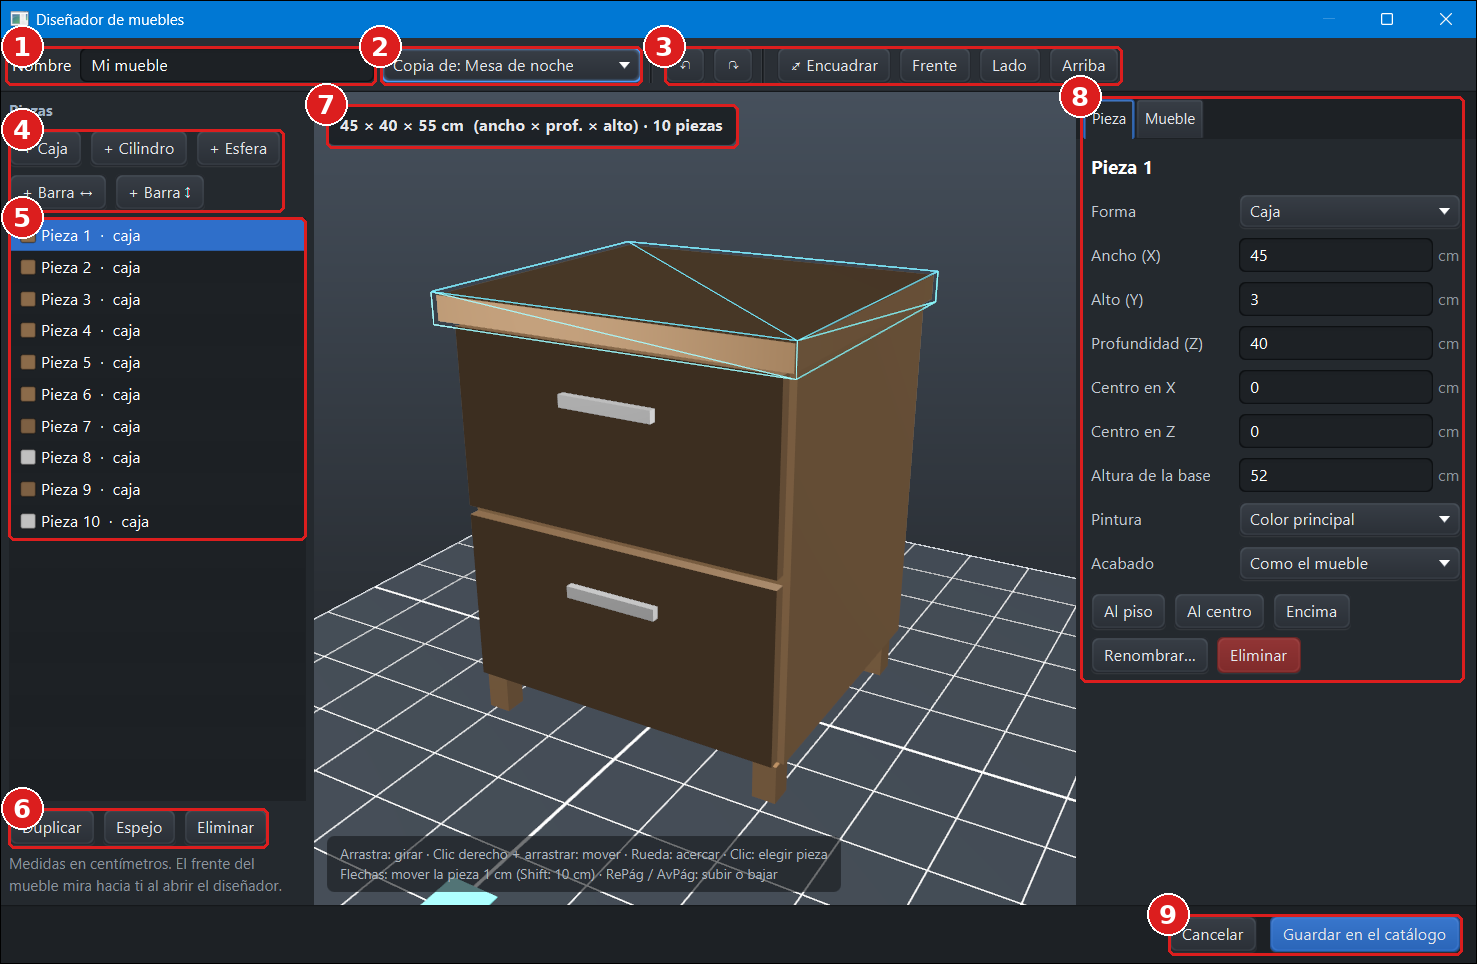 Diseñador de muebles
1
2
3
Nombre
Mi mueble
Copia de: Mesa de noche
Encuadrar
Frente
Lado
Arriba
Piezas
4
+ Caja
+ Cilindro
+ Esfera
+ Barra ↔
+ Barra ↕
5
Pieza 1 · caja
Pieza 2 · caja
Pieza 3 · caja
Pieza 4 · caja
Pieza 5 · caja
Pieza 6 · caja
Pieza 7 · caja
Pieza 8 · caja
Pieza 9 · caja
Pieza 10 · caja
6
Duplicar
Espejo
Eliminar
Medidas en centímetros. El frente del
mueble mira hacia ti al abrir el diseñador.
7
45 × 40 × 55 cm (ancho × prof. × alto) · 10 piezas
Arrastra: girar · Clic derecho + arrastrar: mover · Rueda: acercar · Clic: elegir pieza
Flechas: mover la pieza 1 cm (Shift: 10 cm) · RePág / AvPág: subir o bajar
8
Pieza
Mueble
Pieza 1
Forma
Caja
Ancho (X)
45
cm
Alto (Y)
3
cm
Profundidad (Z)
40
cm
Centro en X
0
cm
Centro en Z
0
cm
Altura de la base
52
cm
Pintura
Color principal
Acabado
Como el mueble
Al piso
Al centro
Encima
Renombrar...
Eliminar
9
Cancelar
Guardar en el catálogo